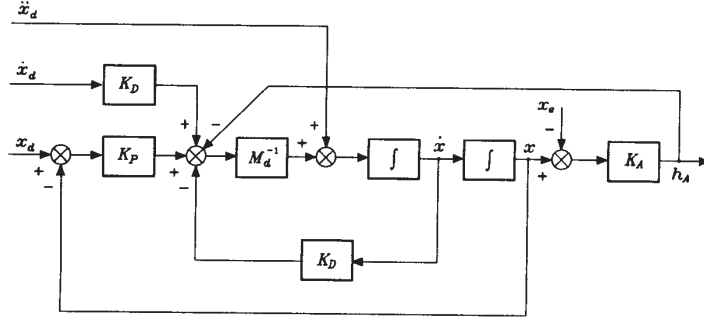 ẍ_d
ẋ_d
K_D
x_d
+
−
K_P
+
+
−
−
M_d^{-1}
+
+
∫
ẋ
∫
x
x_e
−
+
K_A
h_A
K_D